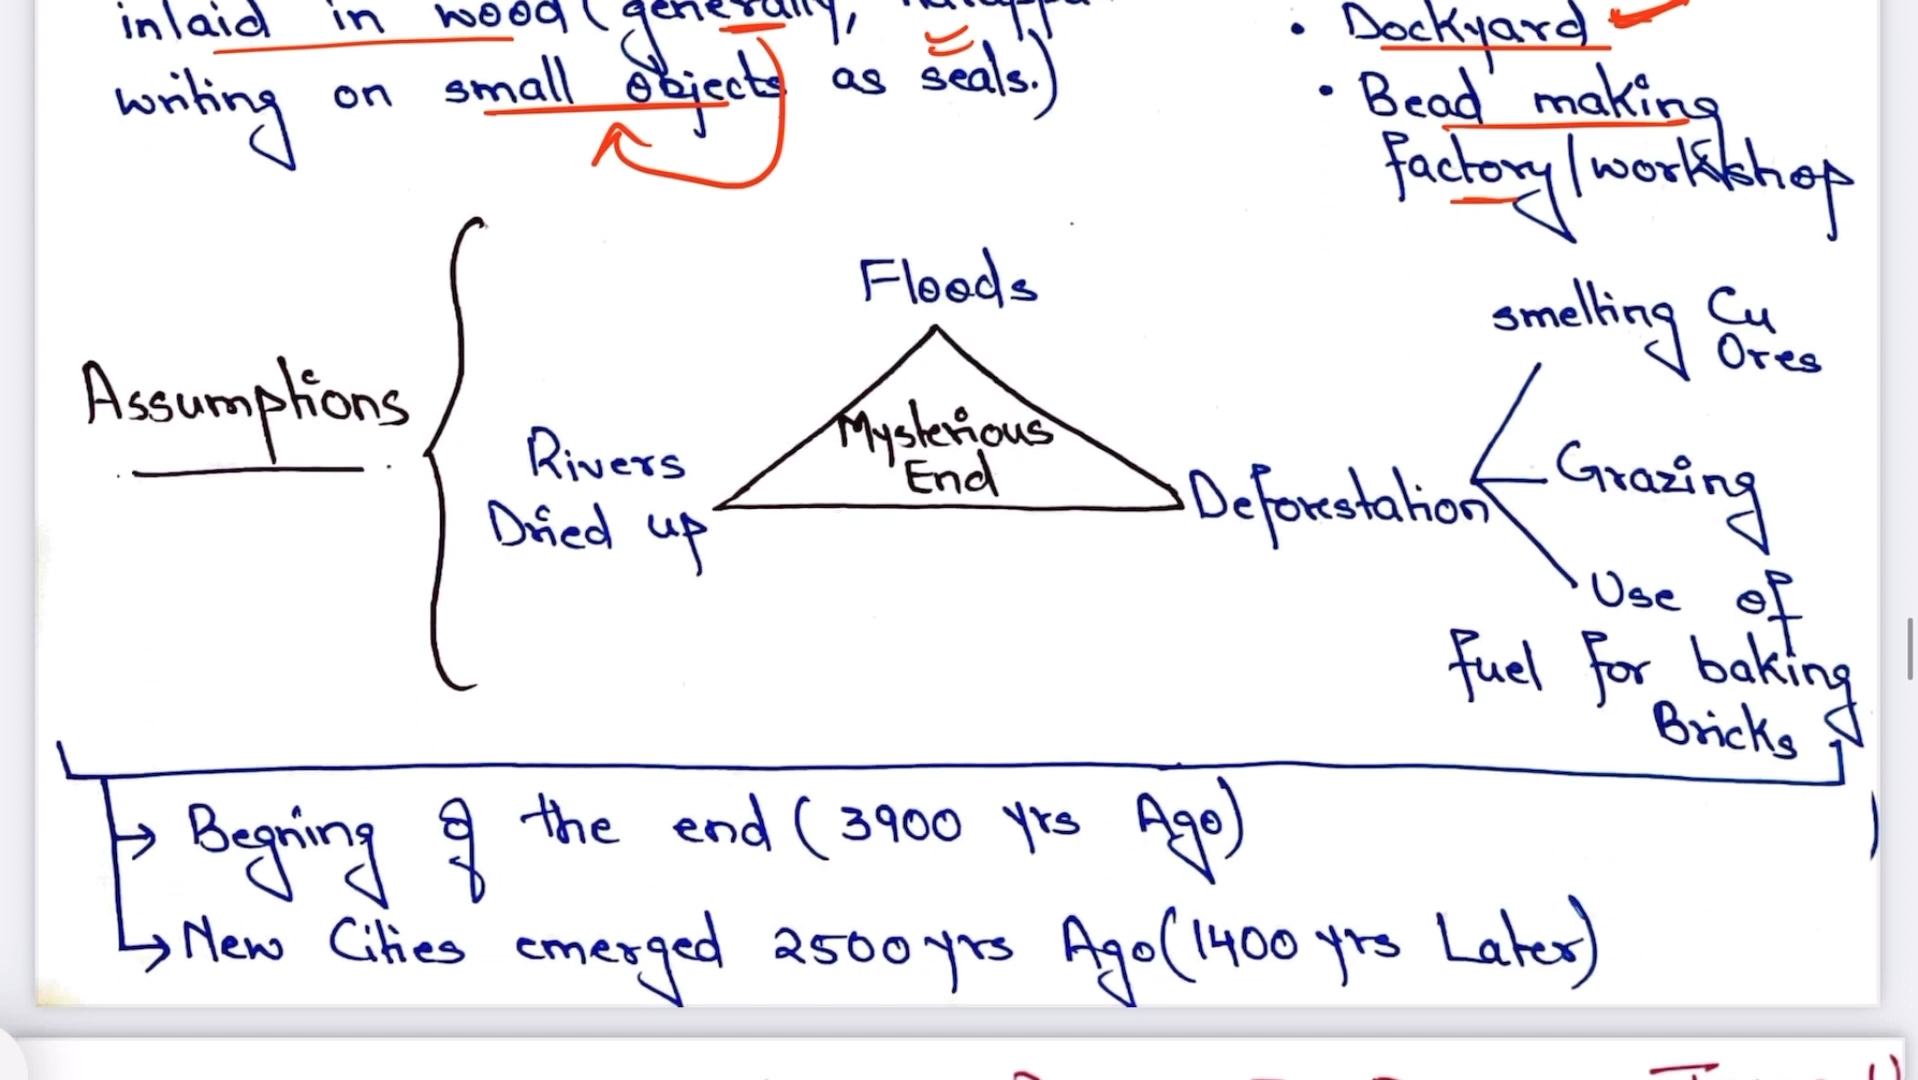 inlaid in wood (generally,
writing on small objects as seals.)
• Dockyard
• Bead making
factory/workshop
Assumptions
Floods
Mysterious
End
Rivers
Dried up
Deforestation
smelting Cu
Ores
Grazing
Use of
fuel for baking
Bricks
→ Begning of the end (3900 yrs Ago)
→ New Cities emerged 2500 yrs Ago (1400 yrs Later)